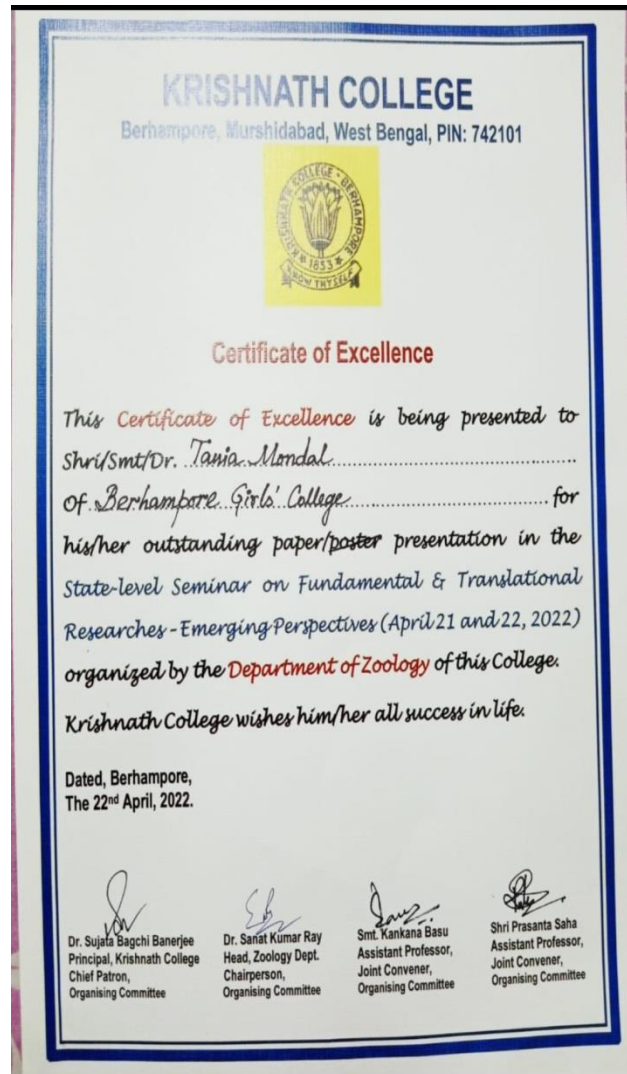 KRISHNATH COLLEGE
Berhampore, Murshidabad, West Bengal, PIN: 742101
KRISHNATH COLLEGE - BERHAMPORE
1853
KNOW THYSELF
Certificate of Excellence
This Certificate of Excellence is being presented to
Shri/Smt/Dr. Tania Mondal
Of Berhampore Girls' College for
his/her outstanding paper/poster presentation in the
State-level Seminar on Fundamental & Translational
Researches - Emerging Perspectives (April 21 and 22, 2022)
organized by the Department of Zoology of this College.
Krishnath College wishes him/her all success in life.
Dated, Berhampore,
The 22nd April, 2022.
Dr. Sujata Bagchi Banerjee
Principal, Krishnath College
Chief Patron,
Organising Committee
Dr. Sanat Kumar Ray
Head, Zoology Dept.
Chairperson,
Organising Committee
Smt. Kankana Basu
Assistant Professor,
Joint Convener,
Organising Committee
Shri Prasanta Saha
Assistant Professor,
Joint Convener,
Organising Committee